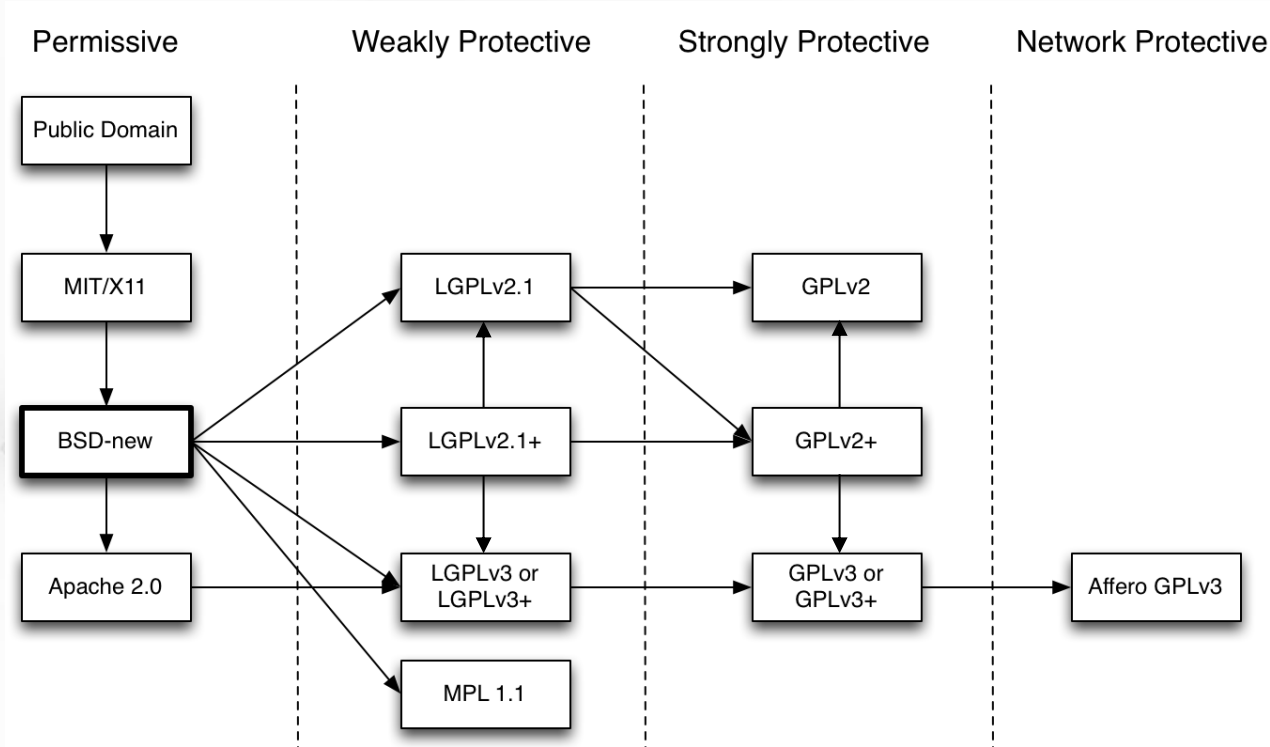 Permissive
Weakly Protective
Strongly Protective
Network Protective
Public Domain
MIT/X11
LGPLv2.1
GPLv2
BSD-new
LGPLv2.1+
GPLv2+
Apache 2.0
LGPLv3 or
LGPLv3+
GPLv3 or
GPLv3+
Affero GPLv3
MPL 1.1